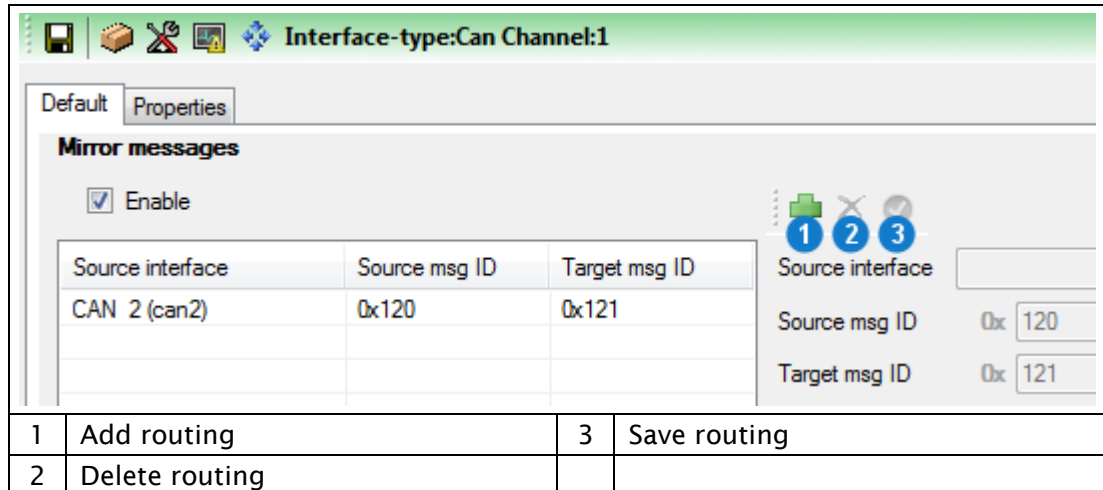 Interface-type:Can Channel:1
Default Properties
Mirror messages
Enable
1 2 3
Source interface Source msg ID Target msg ID Source interface
CAN 2 (can2) 0x120 0x121
Source msg ID 0x 120
Target msg ID 0x 121
1 Add routing 3 Save routing
2 Delete routing